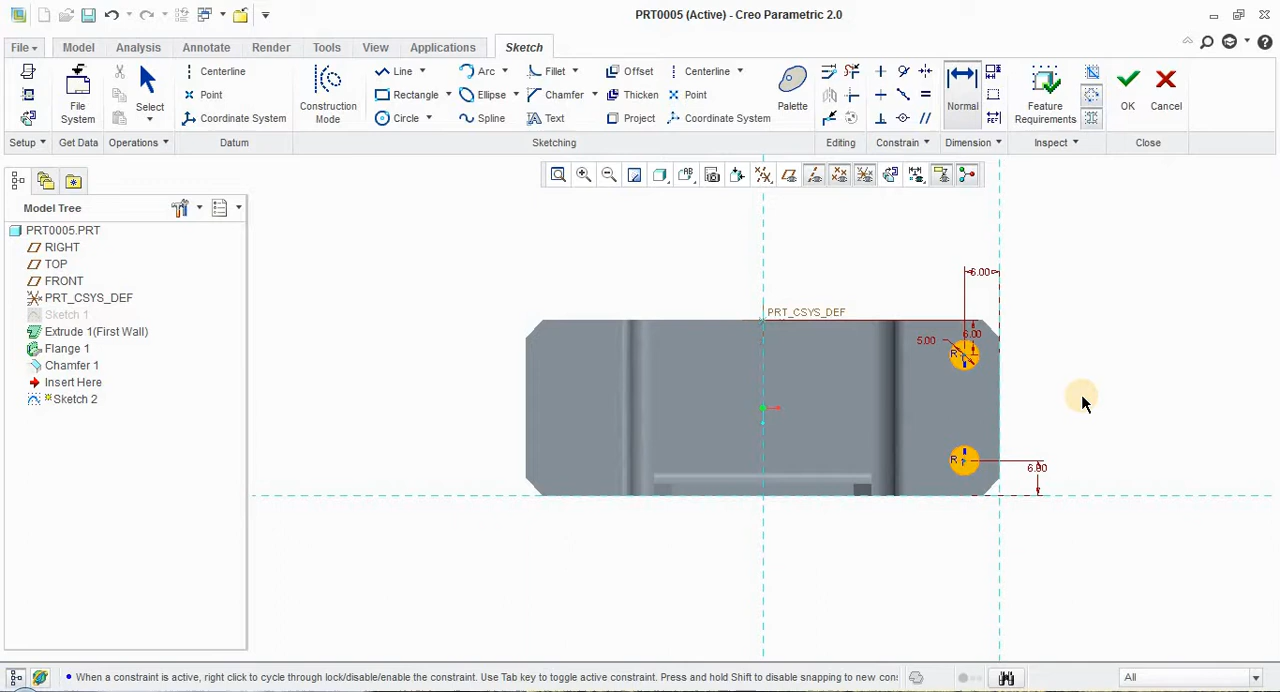 PRT0005 (Active) - Creo Parametric 2.0
File Model Analysis Annotate Render Tools View Applications Sketch
File System
Select
Centerline
Point
Coordinate System
Construction Mode
Line Arc Fillet Offset Centerline
Rectangle Ellipse Chamfer Thicken Point
Circle Spline Text Project Coordinate System
Palette
Normal
Feature Requirements
OK Cancel
Setup Get Data Operations Datum Sketching Editing Constrain Dimension Inspect Close
Model Tree
PRT0005.PRT
RIGHT
TOP
FRONT
PRT_CSYS_DEF
Sketch 1
Extrude 1(First Wall)
Flange 1
Chamfer 1
Insert Here
Sketch 2
6.00
PRT_CSYS_DEF
6.00
5.00
R
R
6.00
When a constraint is active, right click to cycle through lock/disable/enable the constraint. Use Tab key to toggle active constraint. Press and hold Shift to disable snapping to new con
All